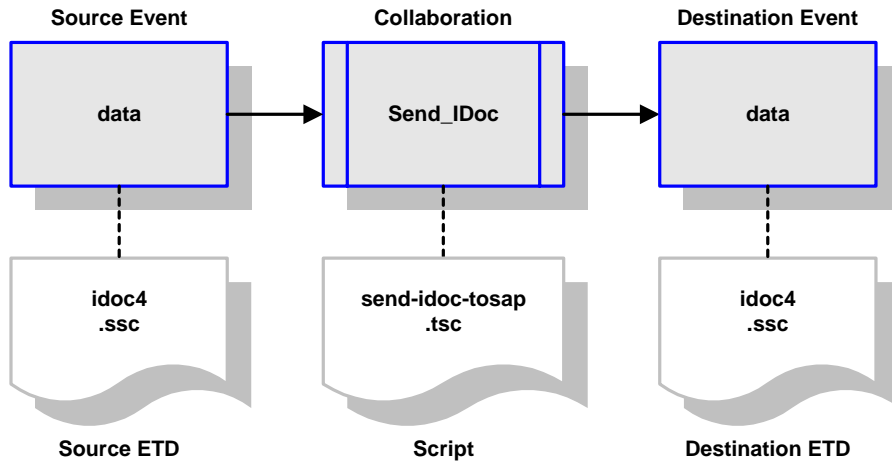 Source Event
Collaboration
Destination Event
data
Send_IDoc
data
idoc4
.ssc
send-idoc-tosap
.tsc
idoc4
.ssc
Source ETD
Script
Destination ETD